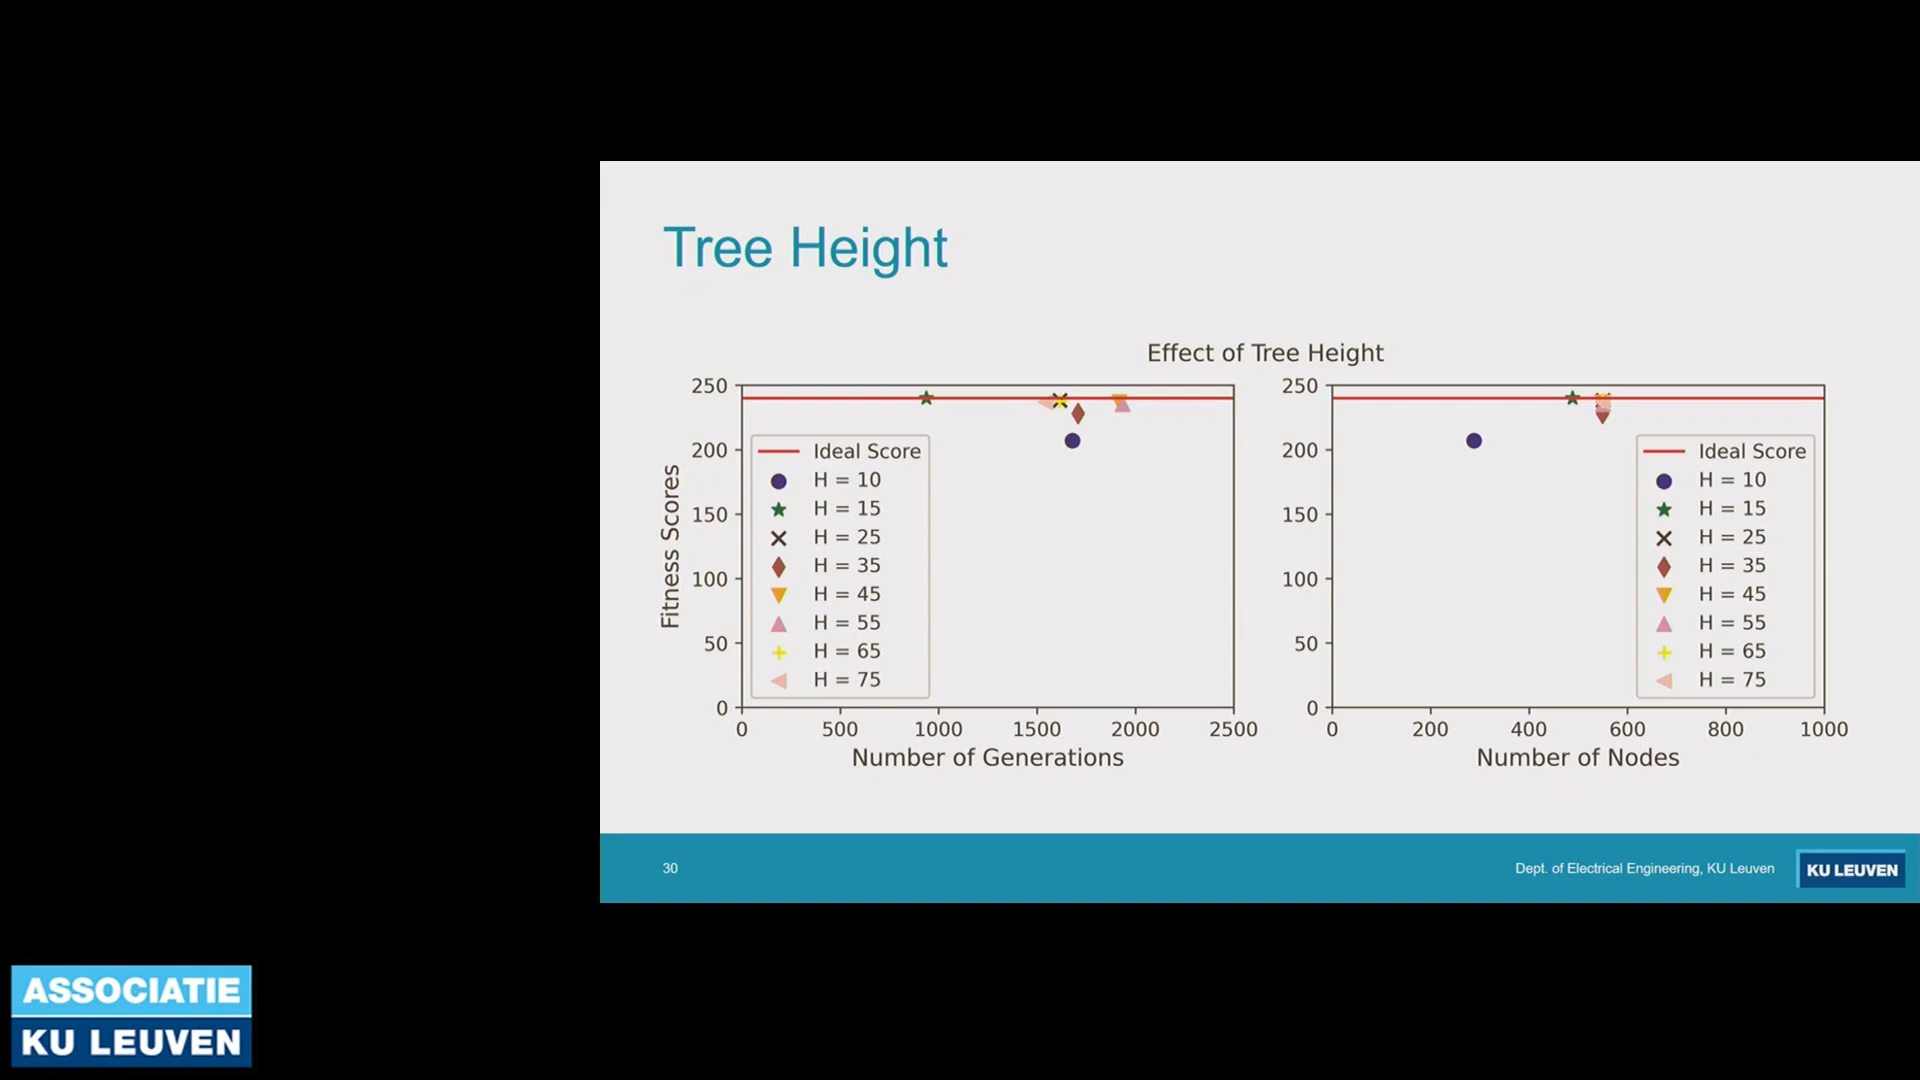 Tree Height
Effect of Tree Height
Fitness Scores
250
200
150
100
50
0
0 500 1000 1500 2000 2500
Number of Generations
Ideal Score
H = 10
H = 15
H = 25
H = 35
H = 45
H = 55
H = 65
H = 75
250
200
150
100
50
0
0 200 400 600 800 1000
Number of Nodes
Ideal Score
H = 10
H = 15
H = 25
H = 35
H = 45
H = 55
H = 65
H = 75
30
Dept. of Electrical Engineering, KU Leuven
KU LEUVEN
ASSOCIATIE
KU LEUVEN